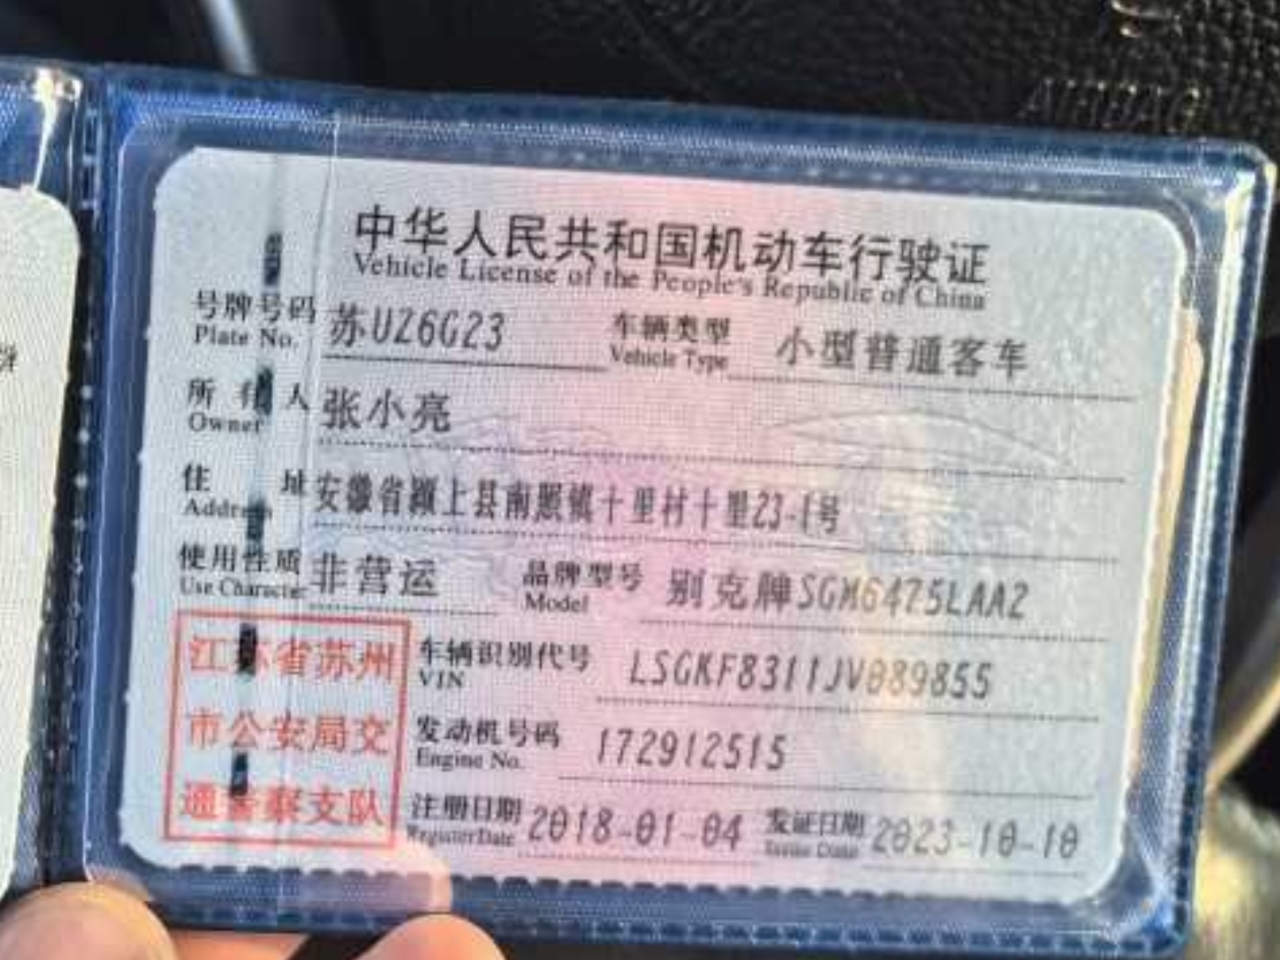 AIRBAG
中华人民共和国机动车行驶证
Vehicle License of the People's Republic of China
号牌号码 苏UZ6G23 车辆类型 小型普通客车
Plate No. Vehicle Type
所有人 张小亮
Owner
住址 安徽省颍上县南照镇十里村十里23-1号
Address
使用性质 非营运 品牌型号 别克牌SGM6475LAA2
Use Character Model
江苏省苏州
市公安局交
通警察支队
车辆识别代号 LSGKF8311JV089855
VIN
发动机号码 172912515
Engine No.
注册日期 2018-01-04 发证日期 2023-10-10
Register Date Issue Date